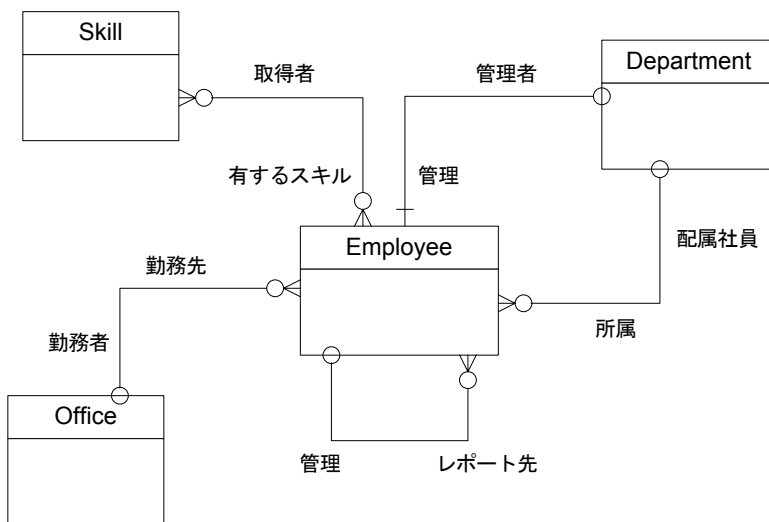 Skill
Department
取得者
管理者
有するスキル
管理
Employee
配属社員
勤務先
所属
勤務者
Office
管理
レポート先